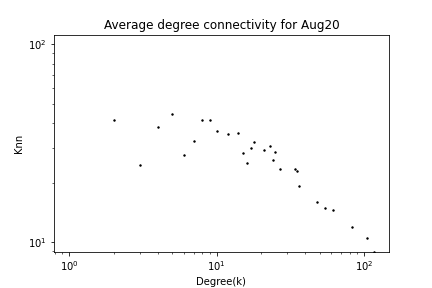 Average degree connectivity for Aug20
10²
Knn
10¹
10⁰ 10¹ 10²
Degree(k)